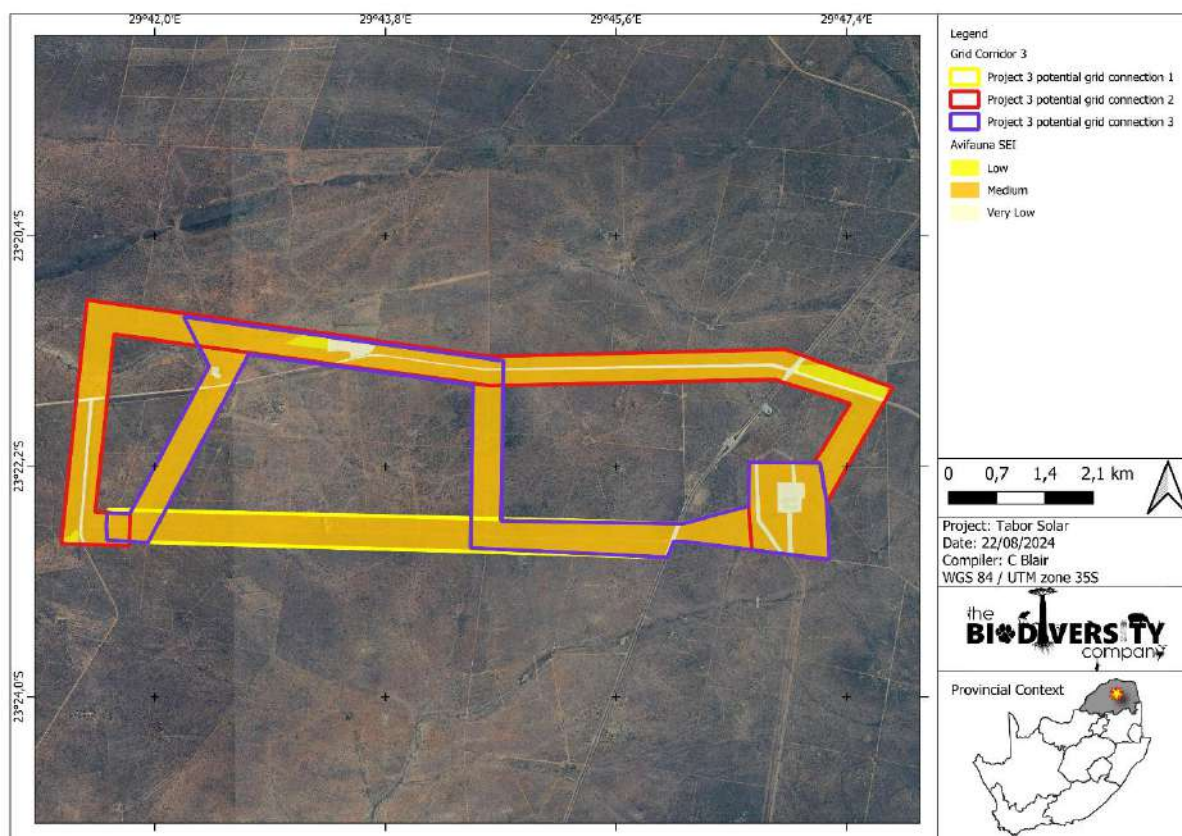 29°42,0'E
29°43,8'E
29°45,6'E
29°47,4'E
23°20,4'S
23°22,2'S
23°24,0'S
Legend
Grid Corridor 3
Project 3 potential grid connection 1
Project 3 potential grid connection 2
Project 3 potential grid connection 3
Avifauna SEI
Low
Medium
Very Low
0 0,7 1,4 2,1 km
Project: Tabor Solar
Date: 22/08/2024
Compiler: C Blair
WGS 84 / UTM zone 35S
the
BIODIVERSITY
company
Provincial Context